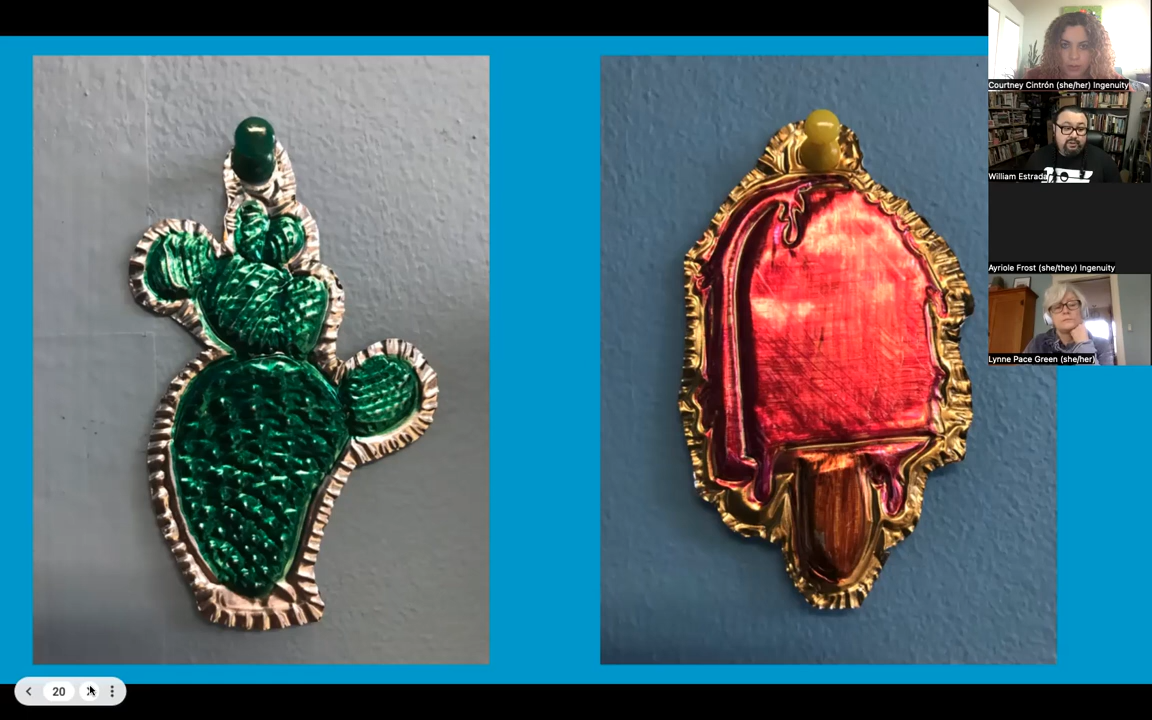 Courtney Cintrón (she/her) Ingenuity
William Estrada
Ayriole Frost (she/they) Ingenuity
Lynne Pace Green (she/her)
20